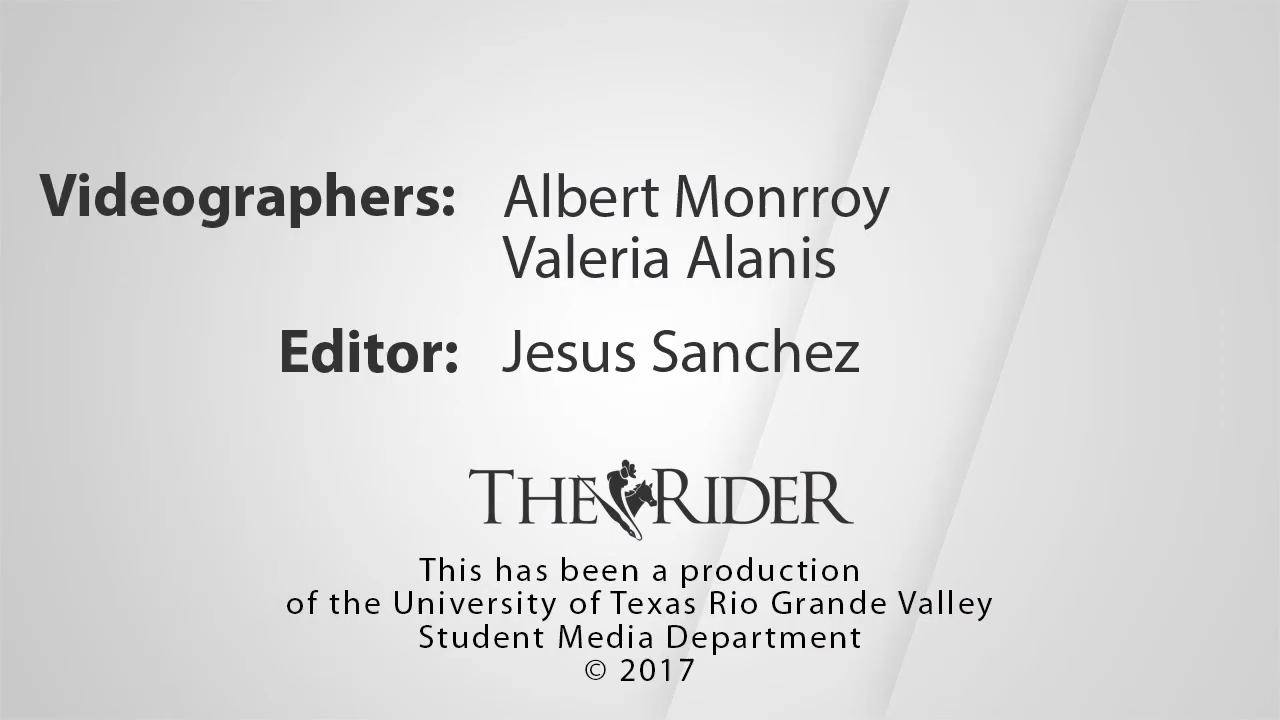 Videographers: Albert Monrroy
Valeria Alanis
Editor: Jesus Sanchez
THE RIDER
This has been a production
of the University of Texas Rio Grande Valley
Student Media Department
© 2017